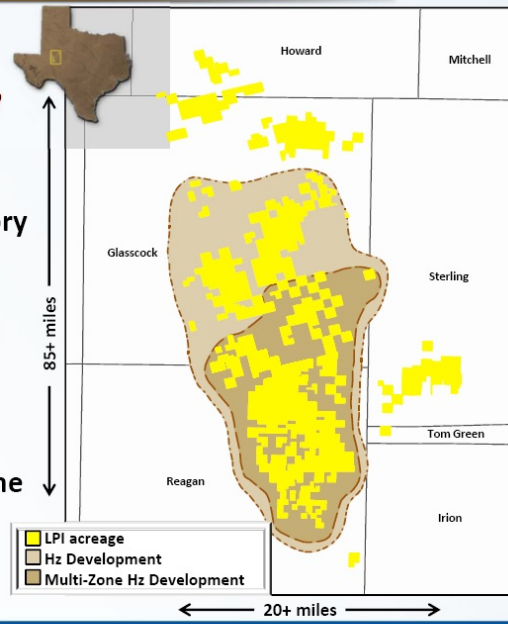 Howard
Mitchell
Glasscock
Sterling
85+ miles
Tom Green
Reagan
Irion
LPI acreage
Hz Development
Multi-Zone Hz Development
20+ miles